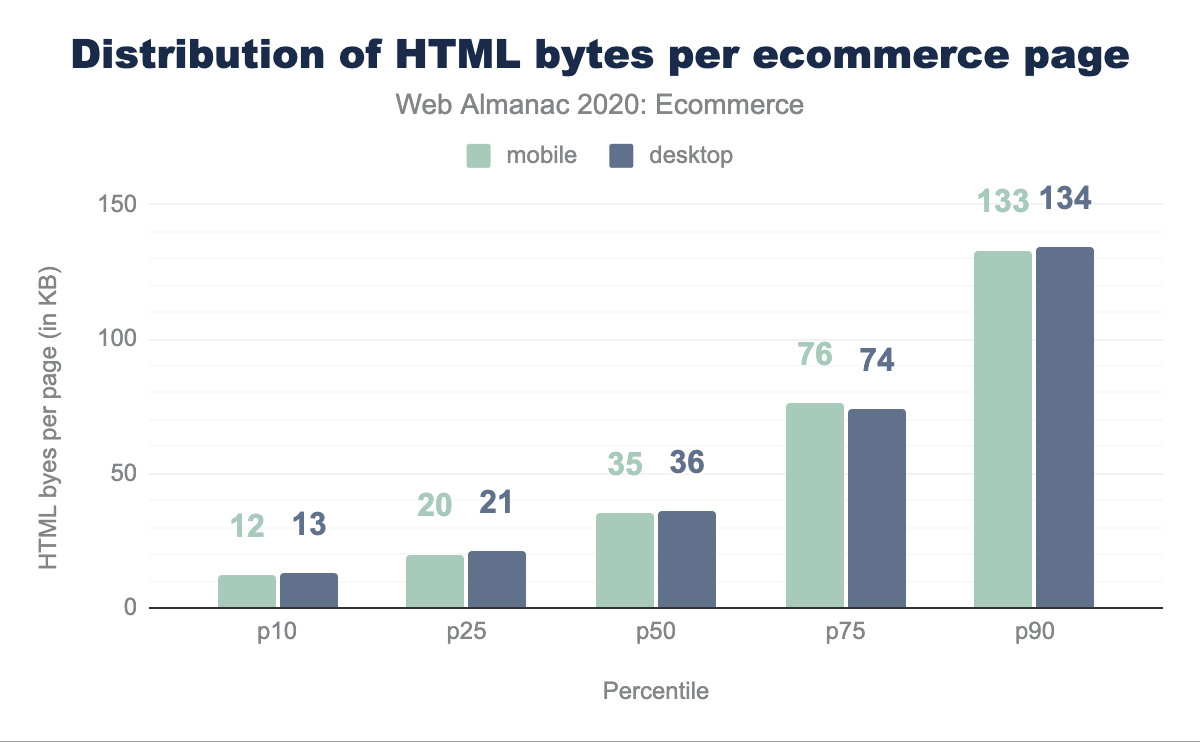 Distribution of HTML bytes per ecommerce page
Web Almanac 2020: Ecommerce
mobile desktop
HTML byes per page (in KB)
150
100
50
0
12 13
20 21
35 36
76 74
133 134
p10 p25 p50 p75 p90
Percentile